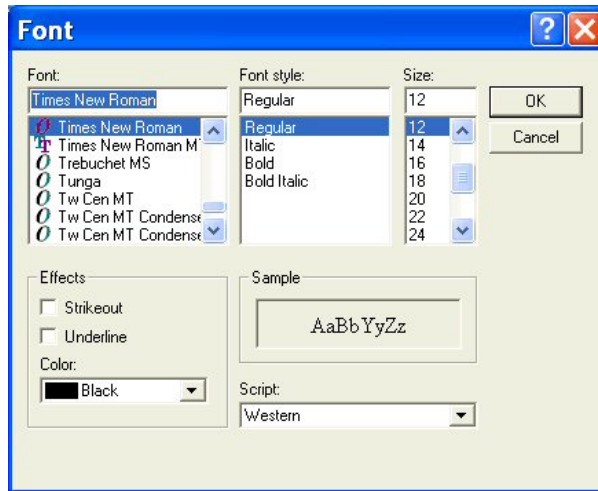 Font
Font:
Times New Roman
Times New Roman
Times New Roman M
Trebuchet MS
Tunga
Tw Cen MT
Tw Cen MT Condense
Tw Cen MT Condense
Font style:
Regular
Regular
Italic
Bold
Bold Italic
Size:
12
12
14
16
18
20
22
24
OK
Cancel
Effects
Strikeout
Underline
Color:
Black
Sample
AaBbYyZz
Script:
Western